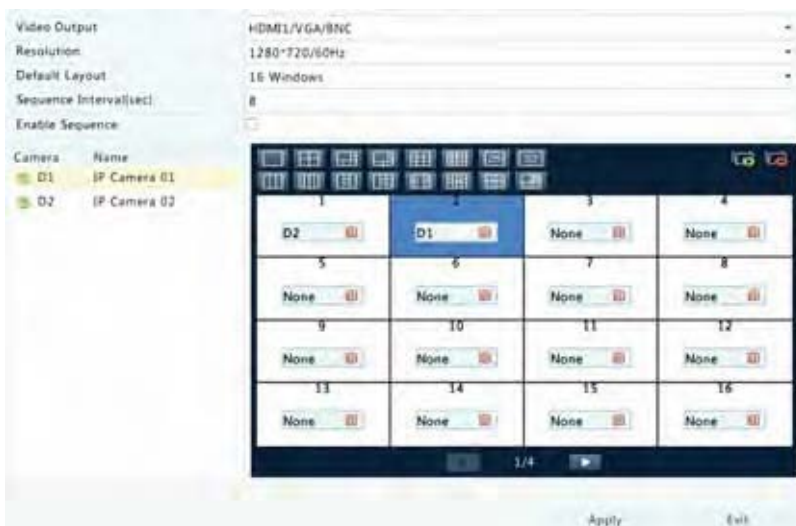 Video Output HDMI1/VGA/BNC
Resolution 1280*720/60Hz
Default Layout 16 Windows
Sequence Interval(sec) 8
Enable Sequence
Camera Name
D1 IP Camera 01
D2 IP Camera 02
1 2 3 4
D2 D1 None None
5 6 7 8
None None None None
9 10 11 12
None None None None
13 14 15 16
None None None None
1/4
Apply Exit